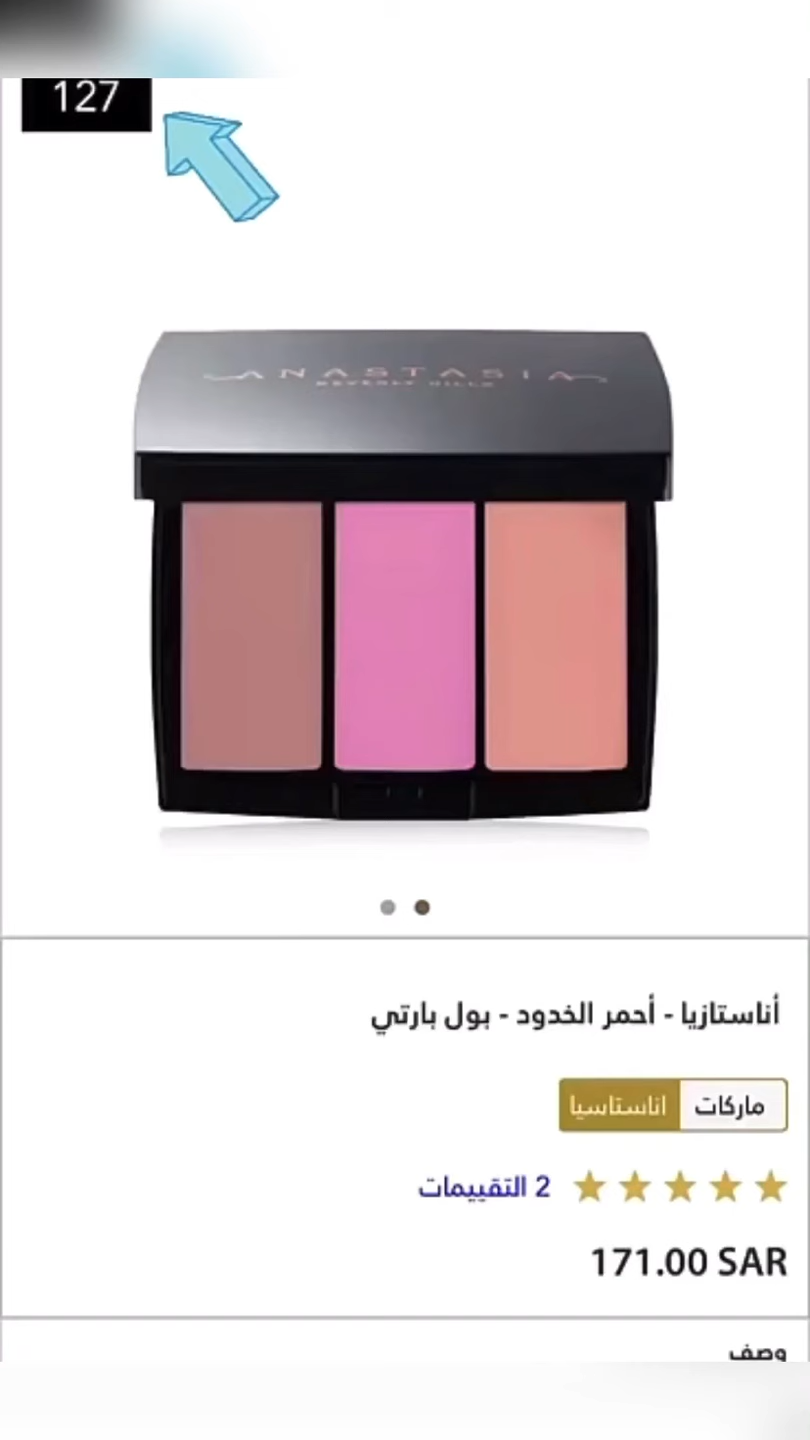 127
ANASTASIA
BEVERLY HILLS
أناستازيا - أحمر الخدود - بول بارتي
ماركات اناستاسيا
2 التقييمات
171.00 SAR
وصف